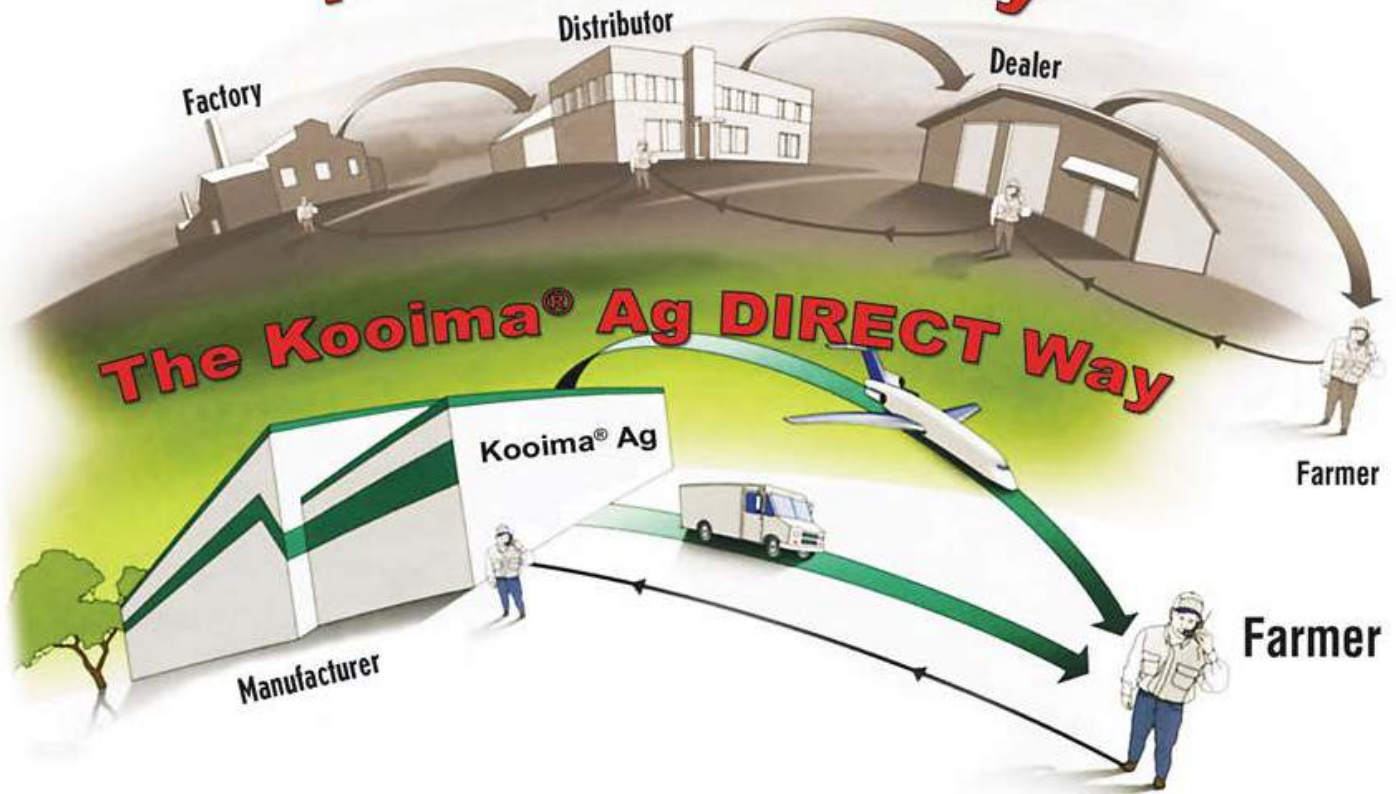 Distributor
Factory
Dealer
Farmer
The Kooima® Ag DIRECT Way
Kooima® Ag
Farmer
Manufacturer